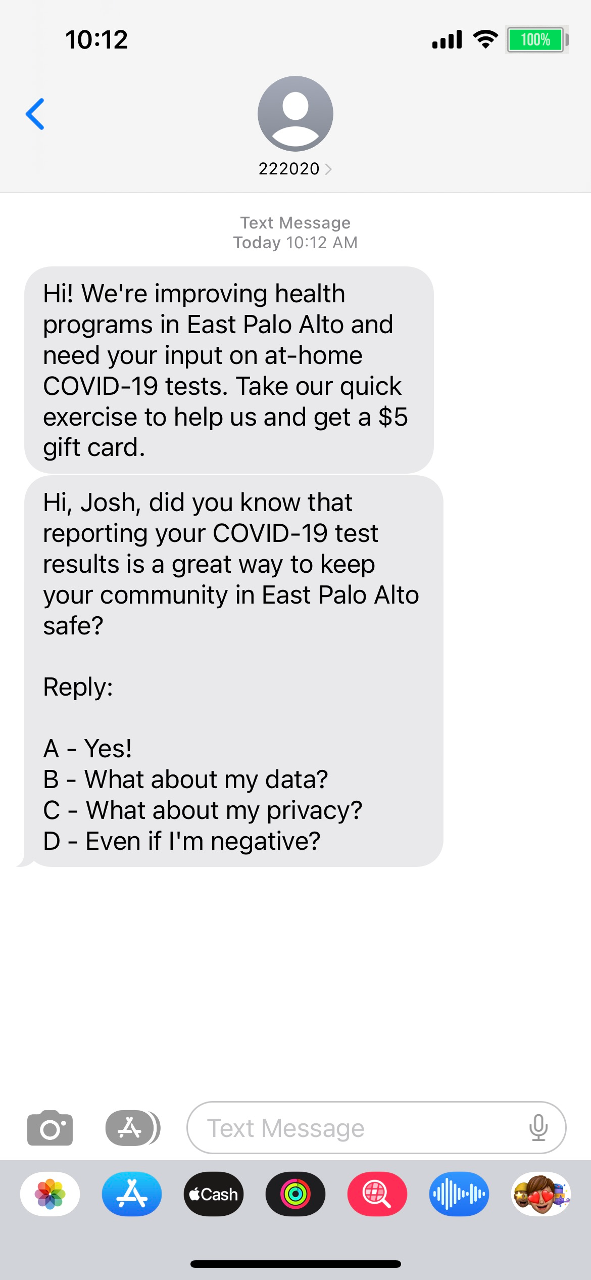 10:12
100%
222020
Text Message
Today 10:12 AM
Hi! We're improving health
programs in East Palo Alto and
need your input on at-home
COVID-19 tests. Take our quick
exercise to help us and get a $5
gift card.
Hi, Josh, did you know that
reporting your COVID-19 test
results is a great way to keep
your community in East Palo Alto
safe?
Reply:
A - Yes!
B - What about my data?
C - What about my privacy?
D - Even if I'm negative?
Text Message
Cash